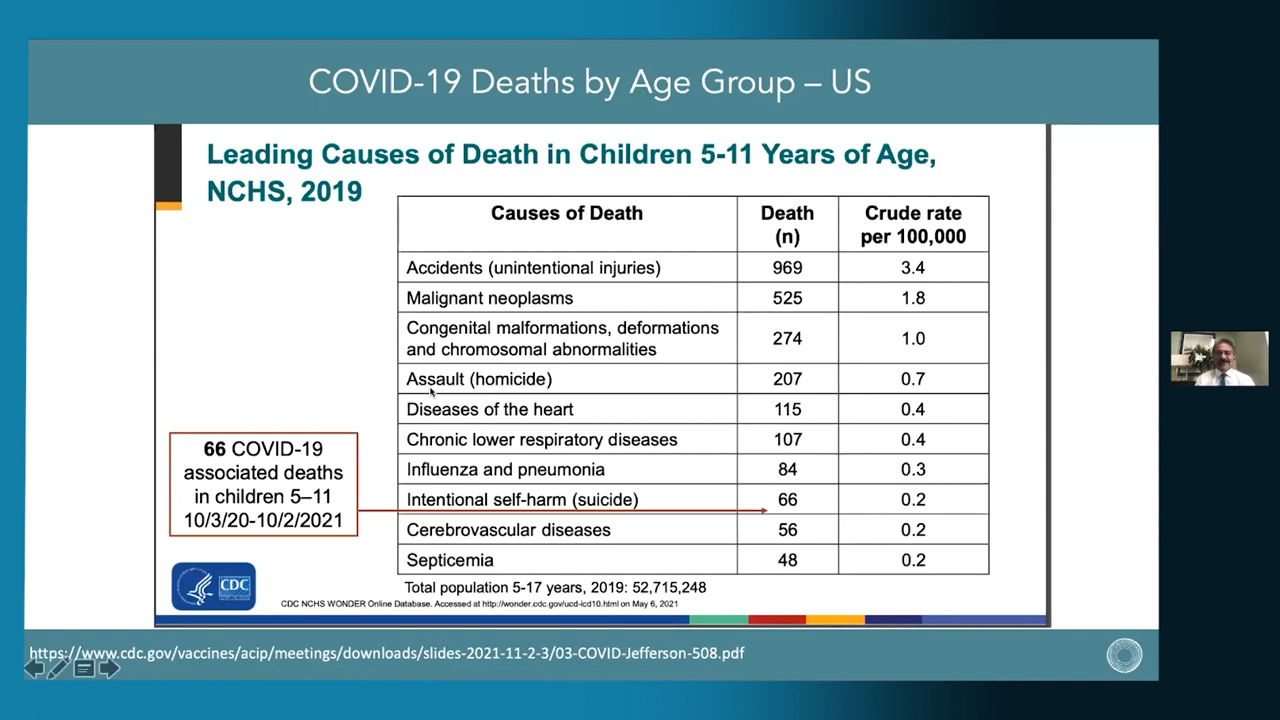 COVID-19 Deaths by Age Group – US
Leading Causes of Death in Children 5-11 Years of Age,
NCHS, 2019
Causes of Death
Death
(n)
Crude rate
per 100,000
Accidents (unintentional injuries) 969 3.4
Malignant neoplasms 525 1.8
Congenital malformations, deformations
and chromosomal abnormalities 274 1.0
Assault (homicide) 207 0.7
Diseases of the heart 115 0.4
Chronic lower respiratory diseases 107 0.4
Influenza and pneumonia 84 0.3
Intentional self-harm (suicide) 66 0.2
Cerebrovascular diseases 56 0.2
Septicemia 48 0.2
66 COVID-19
associated deaths
in children 5–11
10/3/20-10/2/2021
Total population 5-17 years, 2019: 52,715,248
CDC
CDC NCHS WONDER Online Database. Accessed at http://wonder.cdc.gov/ucd-icd10.html on May 6, 2021
https://www.cdc.gov/vaccines/acip/meetings/downloads/slides-2021-11-2-3/03-COVID-Jefferson-508.pdf